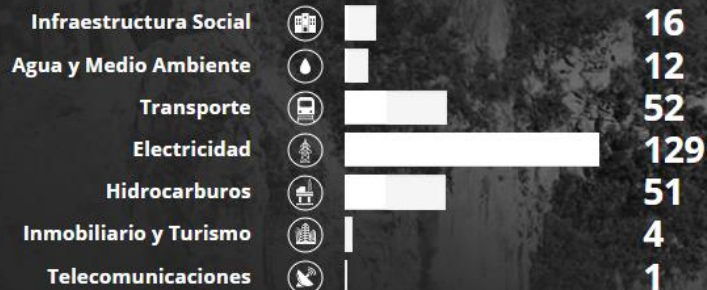 Infraestructura Social 16
Agua y Medio Ambiente 12
Transporte 52
Electricidad 129
Hidrocarburos 51
Inmobiliario y Turismo 4
Telecomunicaciones 1